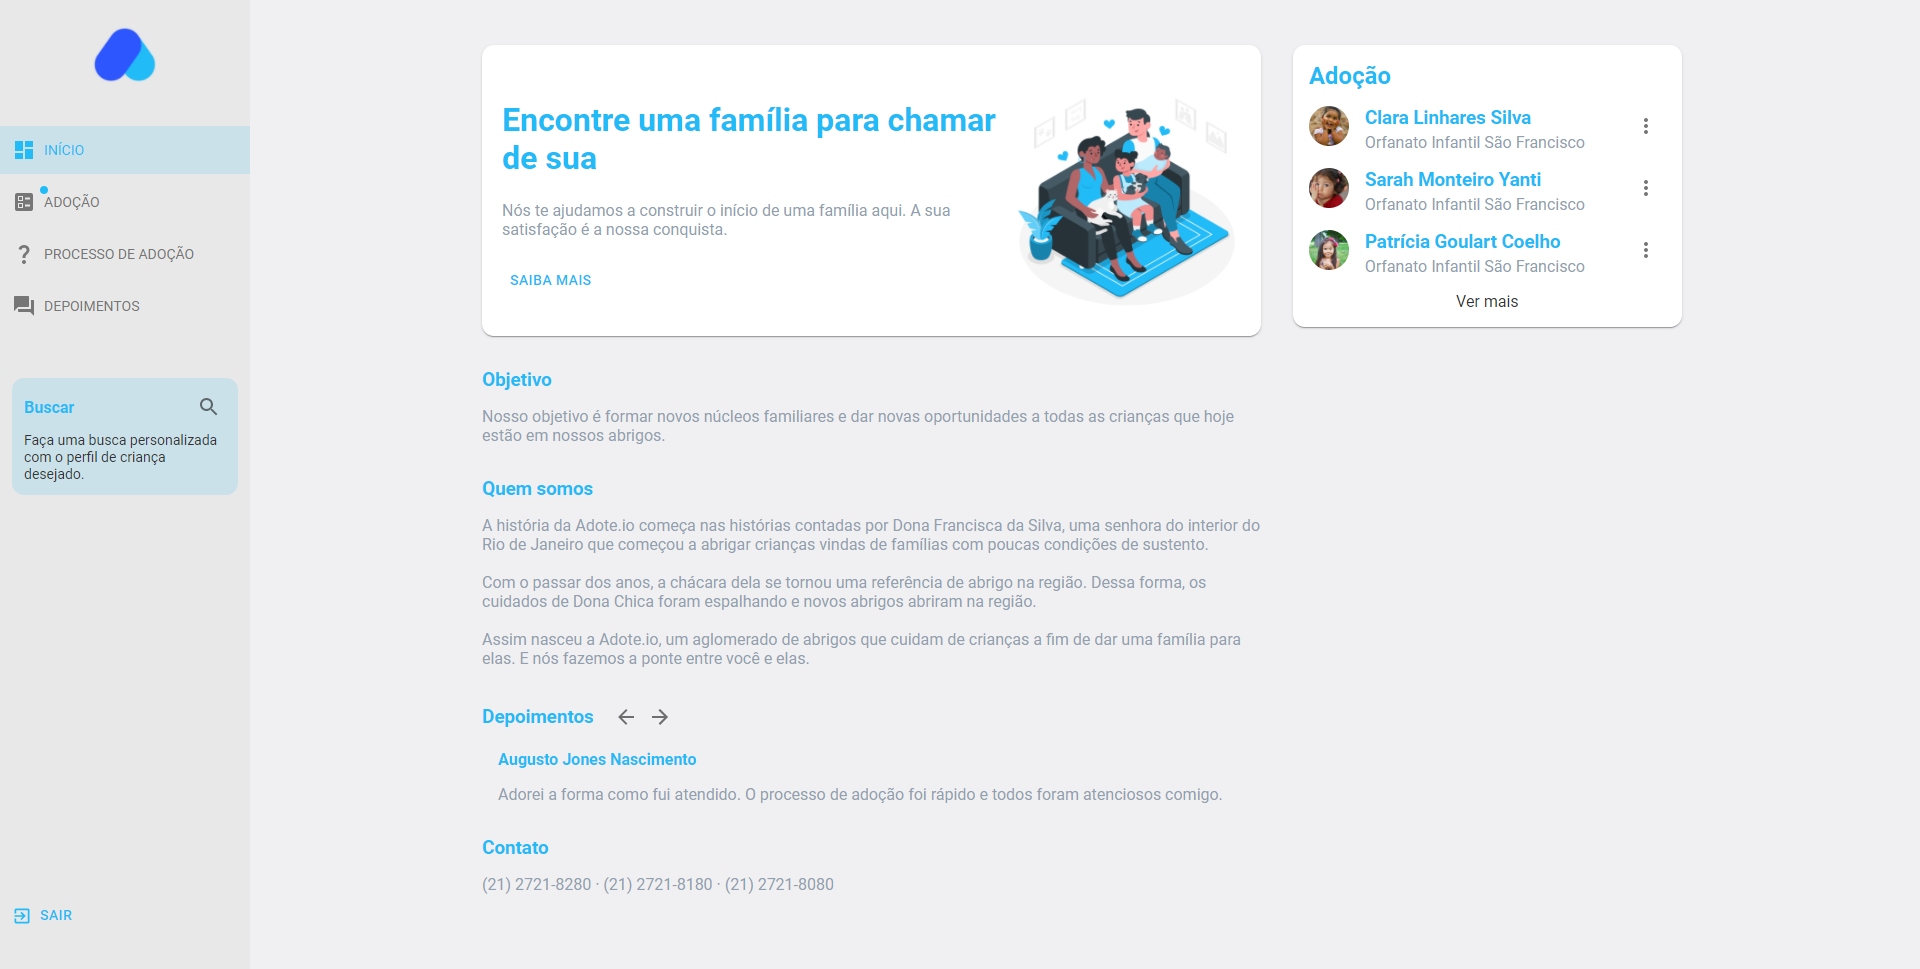 INÍCIO
ADOÇÃO
PROCESSO DE ADOÇÃO
DEPOIMENTOS
Buscar
Faça uma busca personalizada
com o perfil de criança
desejado.
SAIR
Encontre uma família para chamar
de sua
Nós te ajudamos a construir o início de uma família aqui. A sua
satisfação é a nossa conquista.
SAIBA MAIS
Objetivo
Nosso objetivo é formar novos núcleos familiares e dar novas oportunidades a todas as crianças que hoje
estão em nossos abrigos.
Quem somos
A história da Adote.io começa nas histórias contadas por Dona Francisca da Silva, uma senhora do interior do
Rio de Janeiro que começou a abrigar crianças vindas de famílias com poucas condições de sustento.
Com o passar dos anos, a chácara dela se tornou uma referência de abrigo na região. Dessa forma, os
cuidados de Dona Chica foram espalhando e novos abrigos abriram na região.
Assim nasceu a Adote.io, um aglomerado de abrigos que cuidam de crianças a fim de dar uma família para
elas. E nós fazemos a ponte entre você e elas.
Depoimentos
Augusto Jones Nascimento
Adorei a forma como fui atendido. O processo de adoção foi rápido e todos foram atenciosos comigo.
Contato
(21) 2721-8280 · (21) 2721-8180 · (21) 2721-8080
Adoção
Clara Linhares Silva
Orfanato Infantil São Francisco
Sarah Monteiro Yanti
Orfanato Infantil São Francisco
Patrícia Goulart Coelho
Orfanato Infantil São Francisco
Ver mais